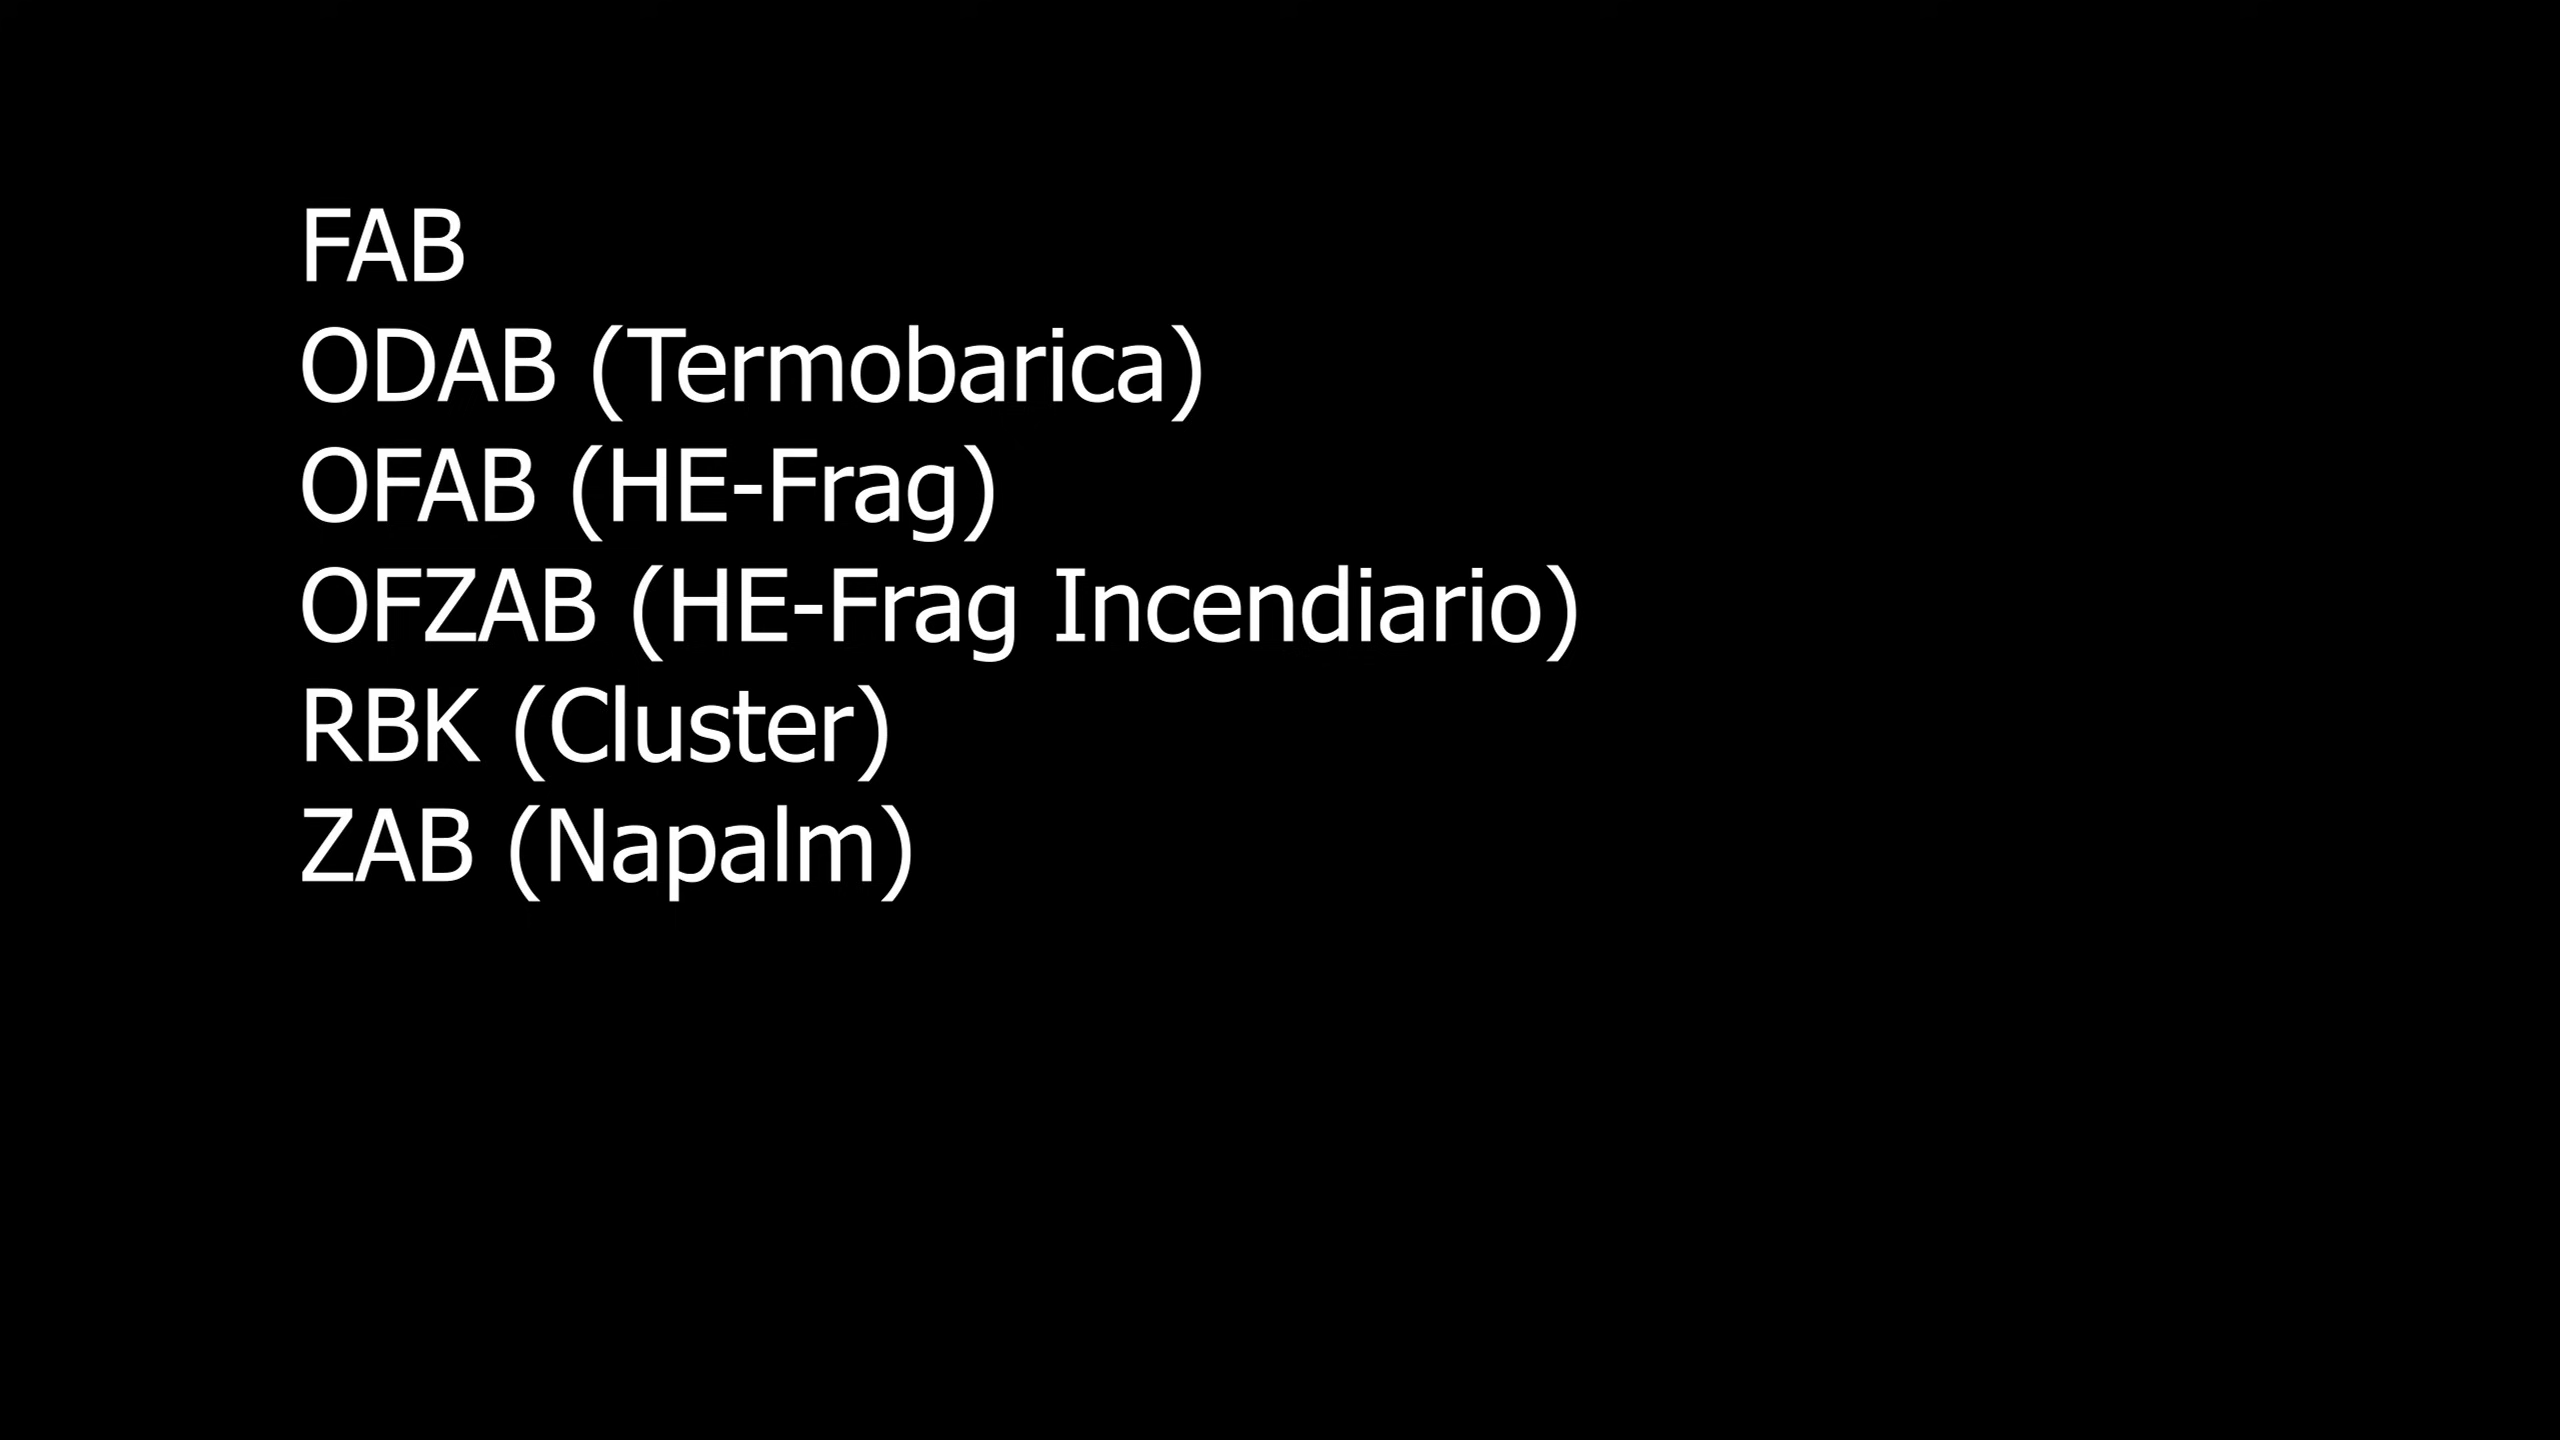 FAB
ODAB (Termobarica)
OFAB (HE-Frag)
OFZAB (HE-Frag Incendiario)
RBK (Cluster)
ZAB (Napalm)